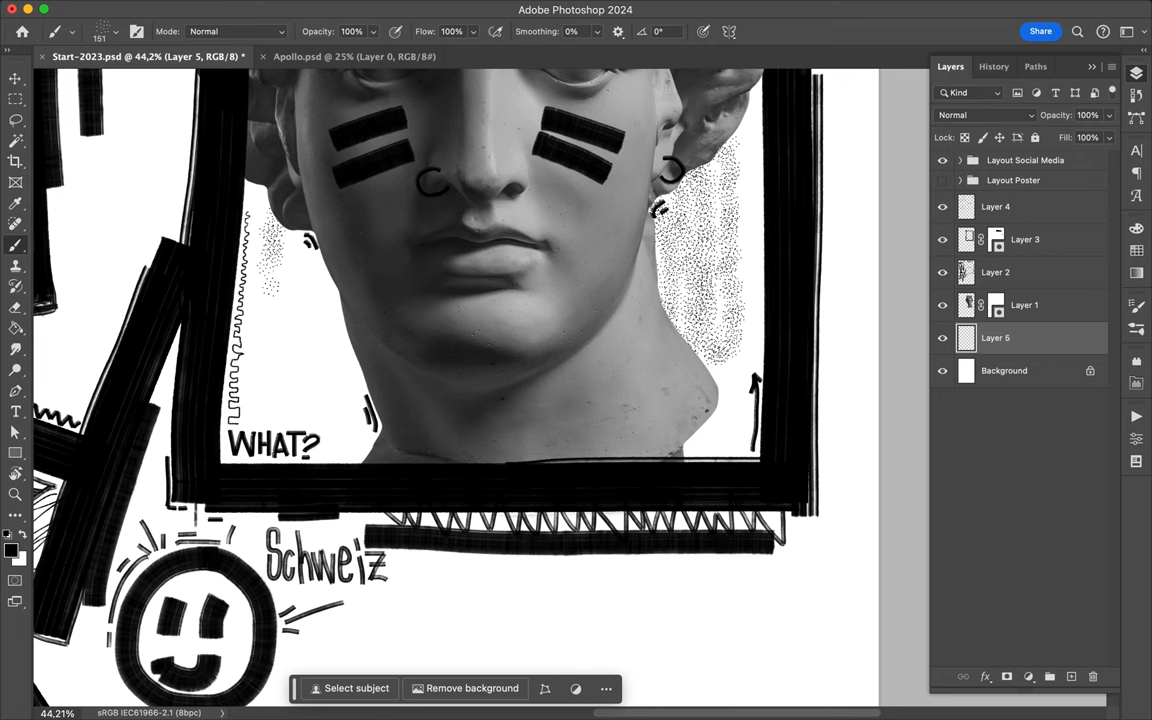 Adobe Photoshop 2024
151
Mode:
Normal
Opacity:
100%
Flow:
100%
Smoothing:
0%
0°
Share
Start-2023.psd @ 44,2% (Layer 5, RGB/8) *
Apollo.psd @ 25% (Layer 0, RGB/8#)
Layers
History
Paths
Kind
Normal
Opacity:
100%
Lock:
Fill:
100%
Layout Social Media
Layout Poster
Layer 4
Layer 3
Layer 2
Layer 1
Layer 5
Background
WHAT?
Schweiz
Select subject
Remove background
44,21%
sRGB IEC61966-2.1 (8bpc)